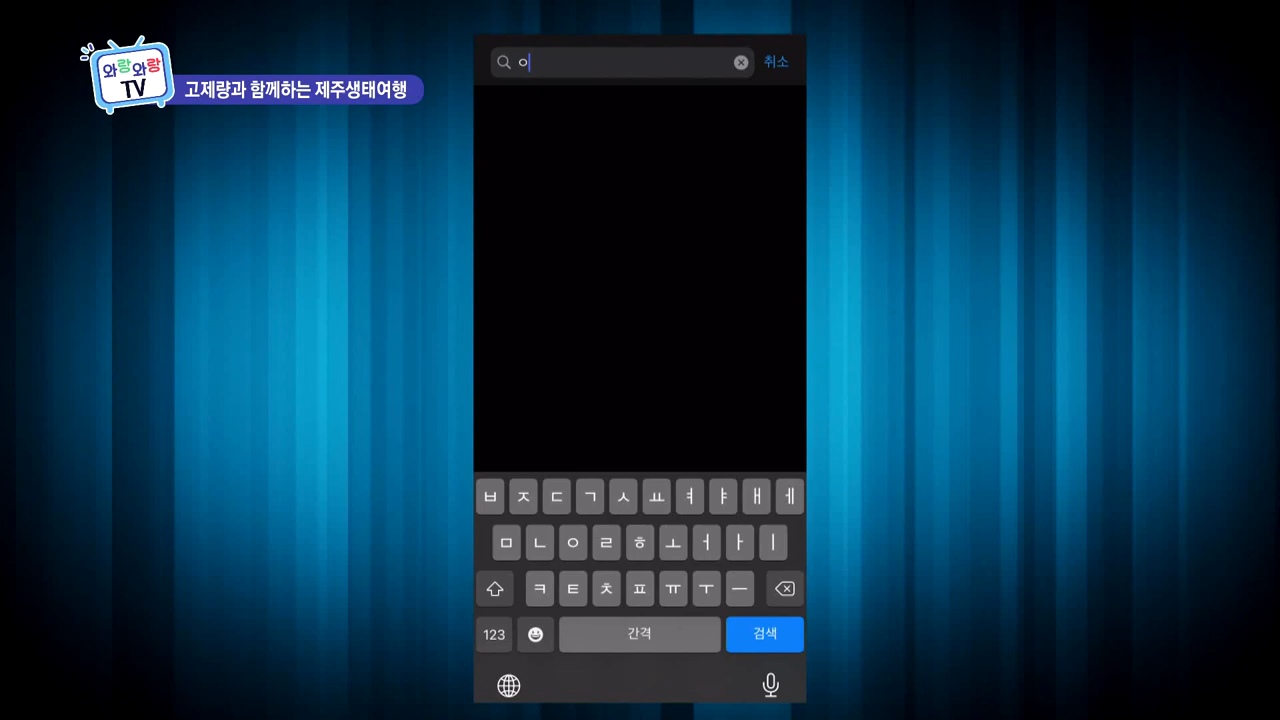 와랑와랑
TV
고제량과 함께하는 제주생태여행
ㅇ
취소
ㅂ ㅈ ㄷ ㄱ ㅅ ㅛ ㅕ ㅑ ㅐ ㅔ
ㅁ ㄴ ㅇ ㄹ ㅎ ㅗ ㅓ ㅏ ㅣ
ㅋ ㅌ ㅊ ㅍ ㅠ ㅜ ㅡ
123 간격 검색